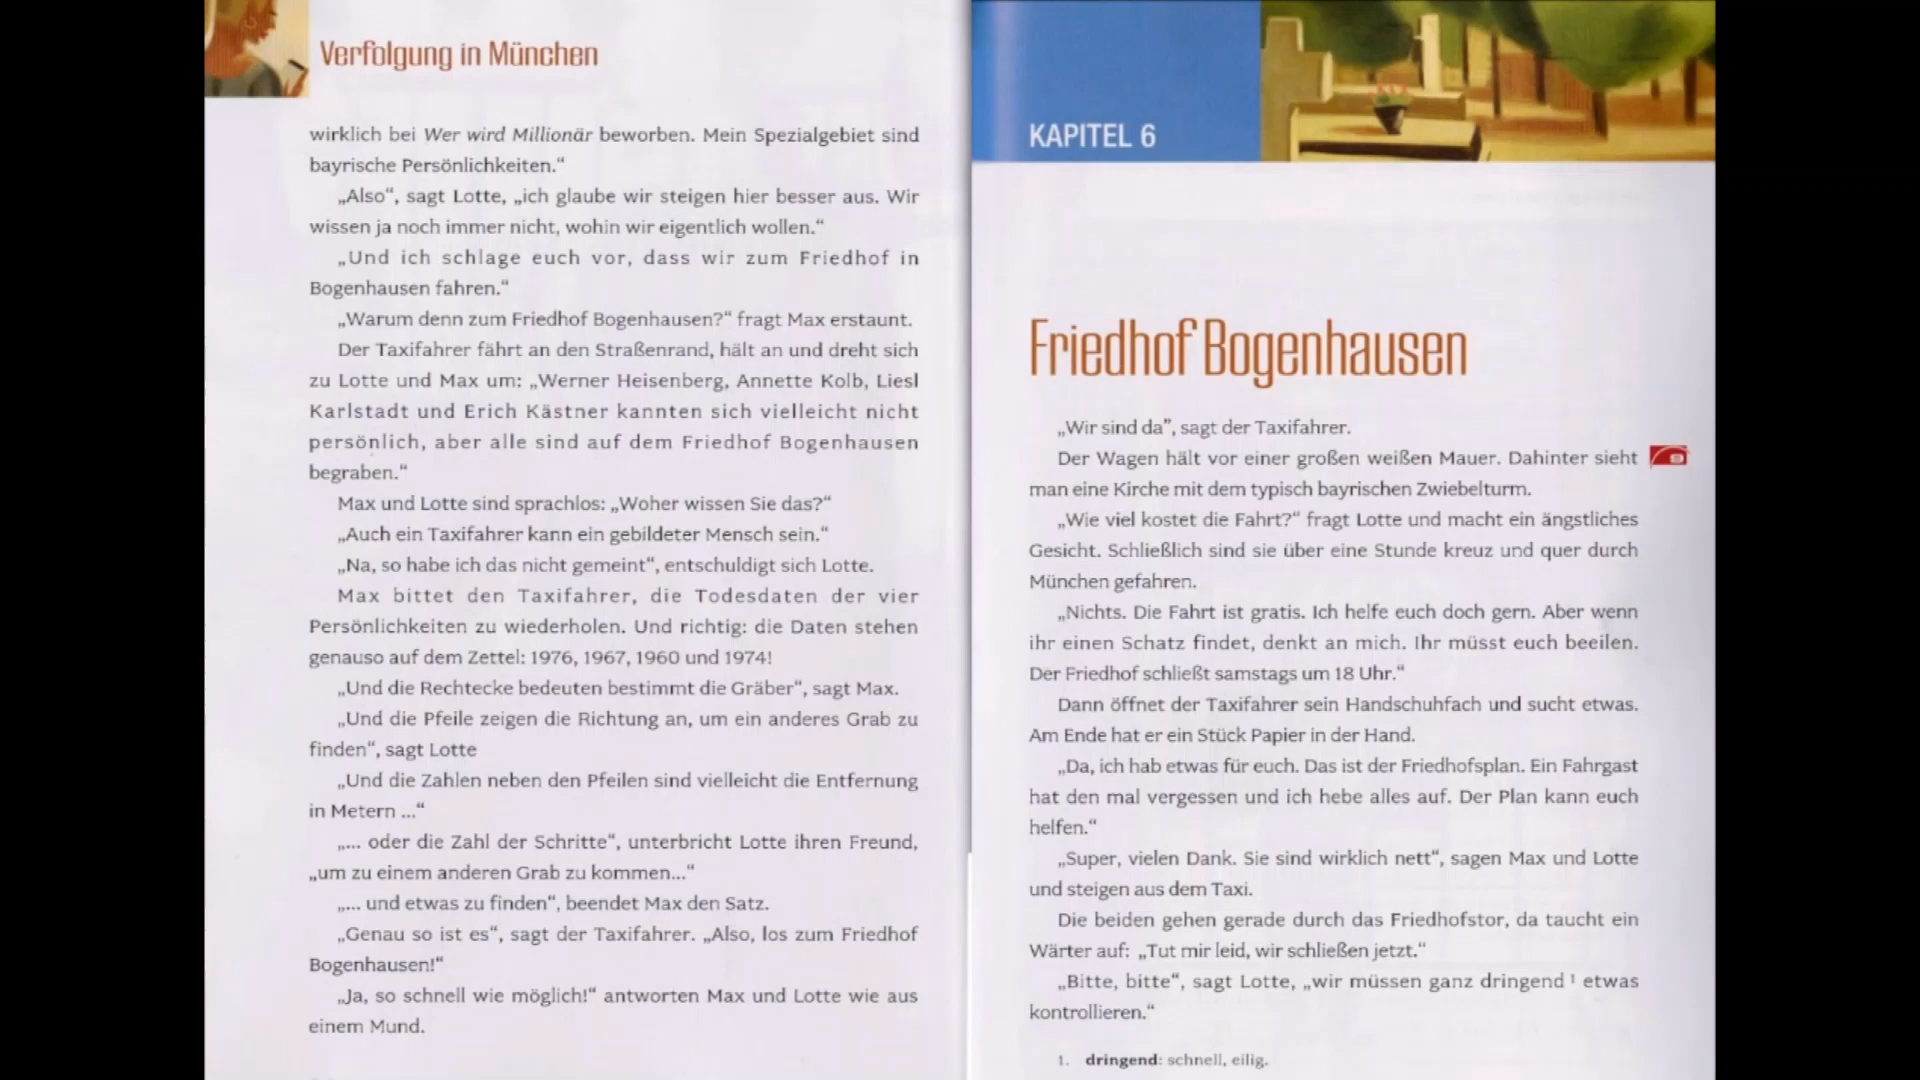 Verfolgung in München
wirklich bei Wer wird Millionär beworben. Mein Spezialgebiet sind
bayrische Persönlichkeiten.“
„Also“, sagt Lotte, „ich glaube wir steigen hier besser aus. Wir
wissen ja noch immer nicht, wohin wir eigentlich wollen.“
„Und ich schlage euch vor, dass wir zum Friedhof in
Bogenhausen fahren.“
„Warum denn zum Friedhof Bogenhausen?“ fragt Max erstaunt.
Der Taxifahrer fährt an den Straßenrand, hält an und dreht sich
zu Lotte und Max um: „Werner Heisenberg, Annette Kolb, Liesl
Karlstadt und Erich Kästner kannten sich vielleicht nicht
persönlich, aber alle sind auf dem Friedhof Bogenhausen
begraben.“
Max und Lotte sind sprachlos: „Woher wissen Sie das?“
„Auch ein Taxifahrer kann ein gebildeter Mensch sein.“
„Na, so habe ich das nicht gemeint“, entschuldigt sich Lotte.
Max bittet den Taxifahrer, die Todesdaten der vier
Persönlichkeiten zu wiederholen. Und richtig: die Daten stehen
genauso auf dem Zettel: 1976, 1967, 1960 und 1974!
„Und die Rechtecke bedeuten bestimmt die Gräber“, sagt Max.
„Und die Pfeile zeigen die Richtung an, um ein anderes Grab zu
finden“, sagt Lotte
„Und die Zahlen neben den Pfeilen sind vielleicht die Entfernung
in Metern ...“
„... oder die Zahl der Schritte“, unterbricht Lotte ihren Freund,
„um zu einem anderen Grab zu kommen...“
„... und etwas zu finden“, beendet Max den Satz.
„Genau so ist es“, sagt der Taxifahrer. „Also, los zum Friedhof
Bogenhausen!“
„Ja, so schnell wie möglich!“ antworten Max und Lotte wie aus
einem Mund.
KAPITEL 6
Friedhof Bogenhausen
„Wir sind da”, sagt der Taxifahrer.
Der Wagen hält vor einer großen weißen Mauer. Dahinter sieht
man eine Kirche mit dem typisch bayrischen Zwiebelturm.
„Wie viel kostet die Fahrt?“ fragt Lotte und macht ein ängstliches
Gesicht. Schließlich sind sie über eine Stunde kreuz und quer durch
München gefahren.
„Nichts. Die Fahrt ist gratis. Ich helfe euch doch gern. Aber wenn
ihr einen Schatz findet, denkt an mich. Ihr müsst euch beeilen.
Der Friedhof schließt samstags um 18 Uhr.“
Dann öffnet der Taxifahrer sein Handschuhfach und sucht etwas.
Am Ende hat er ein Stück Papier in der Hand.
„Da, ich hab etwas für euch. Das ist der Friedhofsplan. Ein Fahrgast
hat den mal vergessen und ich hebe alles auf. Der Plan kann euch
helfen.“
„Super, vielen Dank. Sie sind wirklich nett“, sagen Max und Lotte
und steigen aus dem Taxi.
Die beiden gehen gerade durch das Friedhofstor, da taucht ein
Wärter auf: „Tut mir leid, wir schließen jetzt.“
„Bitte, bitte“, sagt Lotte, „wir müssen ganz dringend ¹ etwas
kontrollieren.“
1. dringend: schnell, eilig.